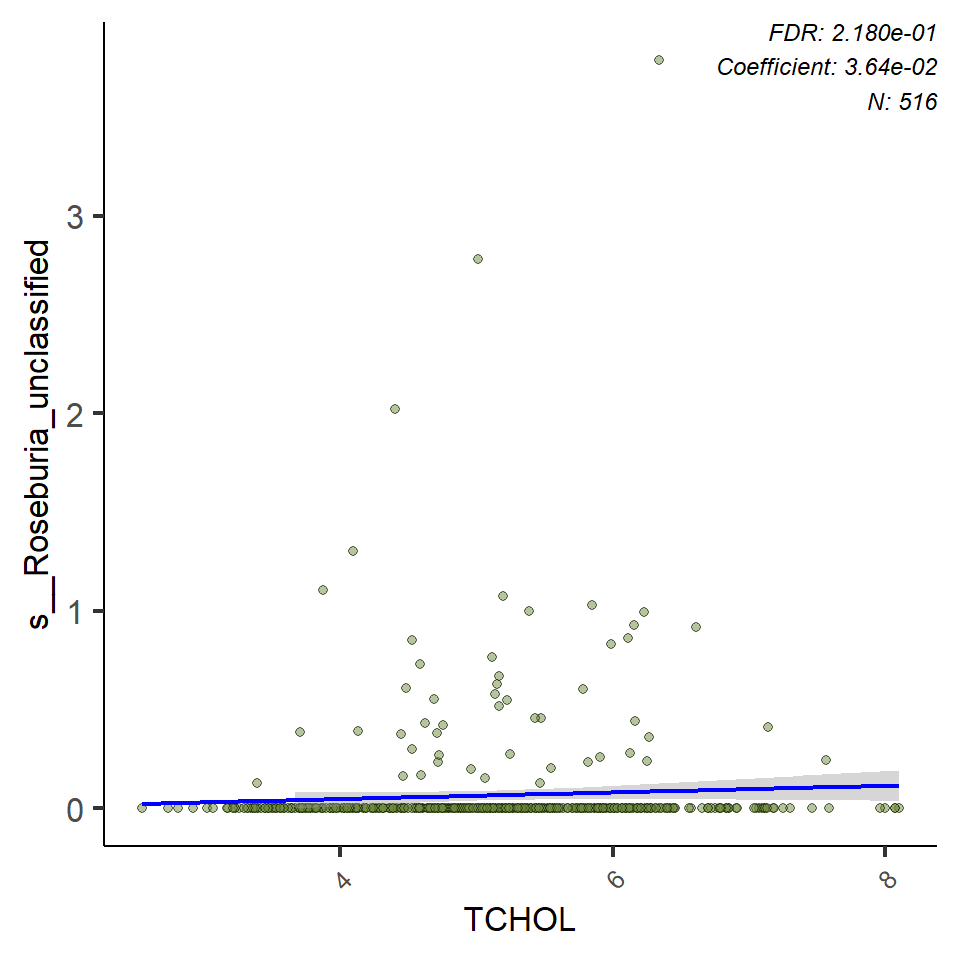 FDR: 2.180e-01
Coefficient: 3.64e-02
N: 516
s__Roseburia_unclassified
3
2
1
0
4
6
8
TCHOL